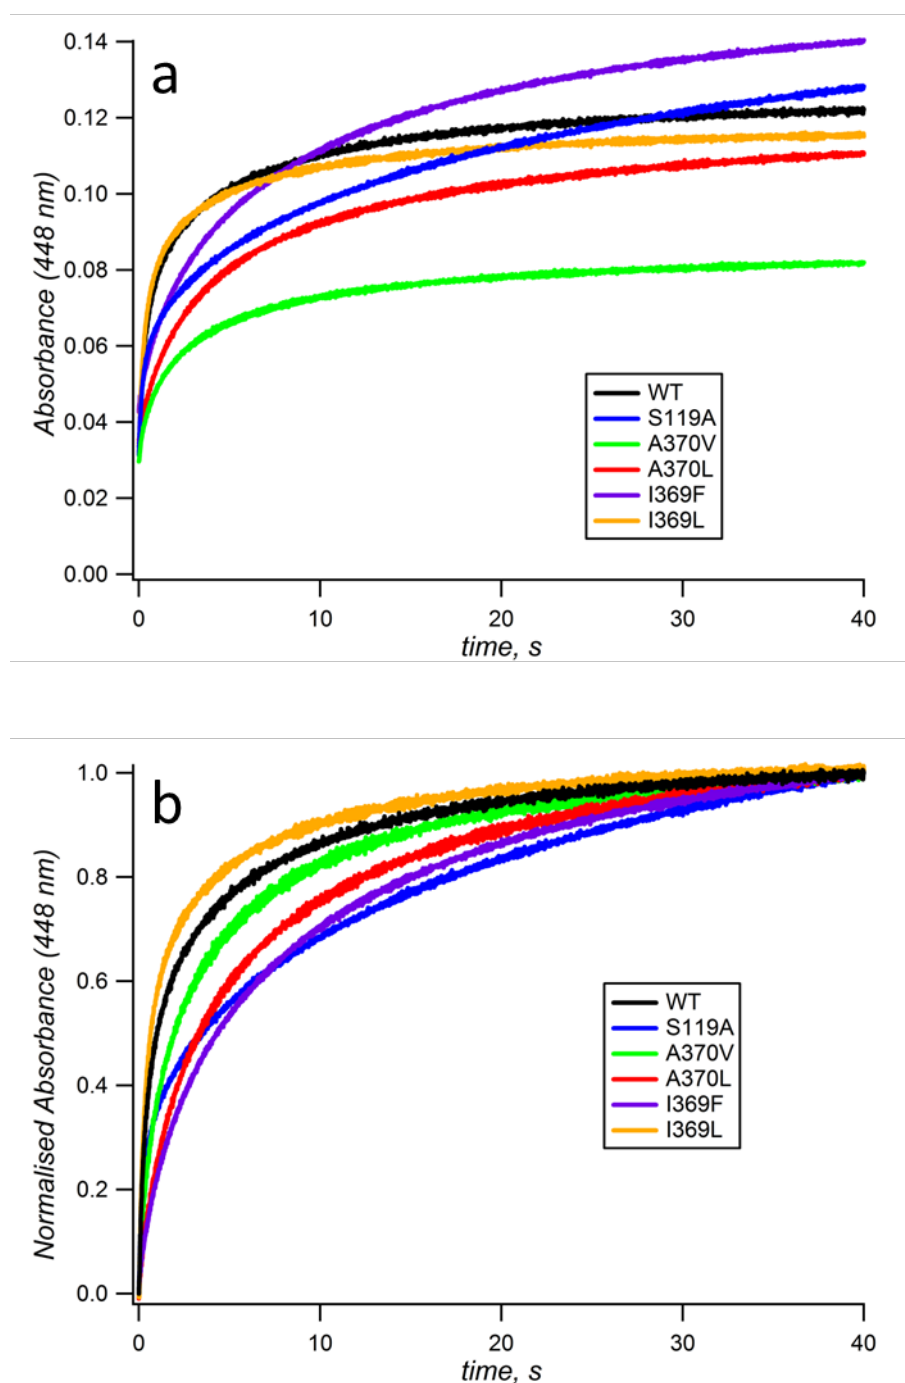 a
Absorbance (448 nm)
0.14
0.12
0.10
0.08
0.06
0.04
0.02
0.00
WT
S119A
A370V
A370L
I369F
I369L
0 10 20 30 40
time, s
b
Normalised Absorbance (448 nm)
1.0
0.8
0.6
0.4
0.2
0.0
WT
S119A
A370V
A370L
I369F
I369L
0 10 20 30 40
time, s